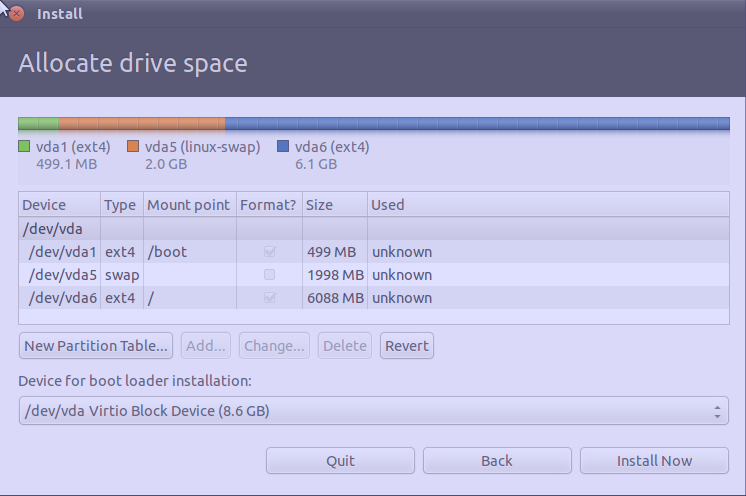 Install
Allocate drive space
vda1 (ext4) vda5 (linux-swap) vda6 (ext4)
499.1 MB 2.0 GB 6.1 GB
Device Type Mount point Format? Size Used
/dev/vda
/dev/vda1 ext4 /boot 499 MB unknown
/dev/vda5 swap 1998 MB unknown
/dev/vda6 ext4 / 6088 MB unknown
New Partition Table... Add... Change... Delete Revert
Device for boot loader installation:
/dev/vda Virtio Block Device (8.6 GB)
Quit Back Install Now